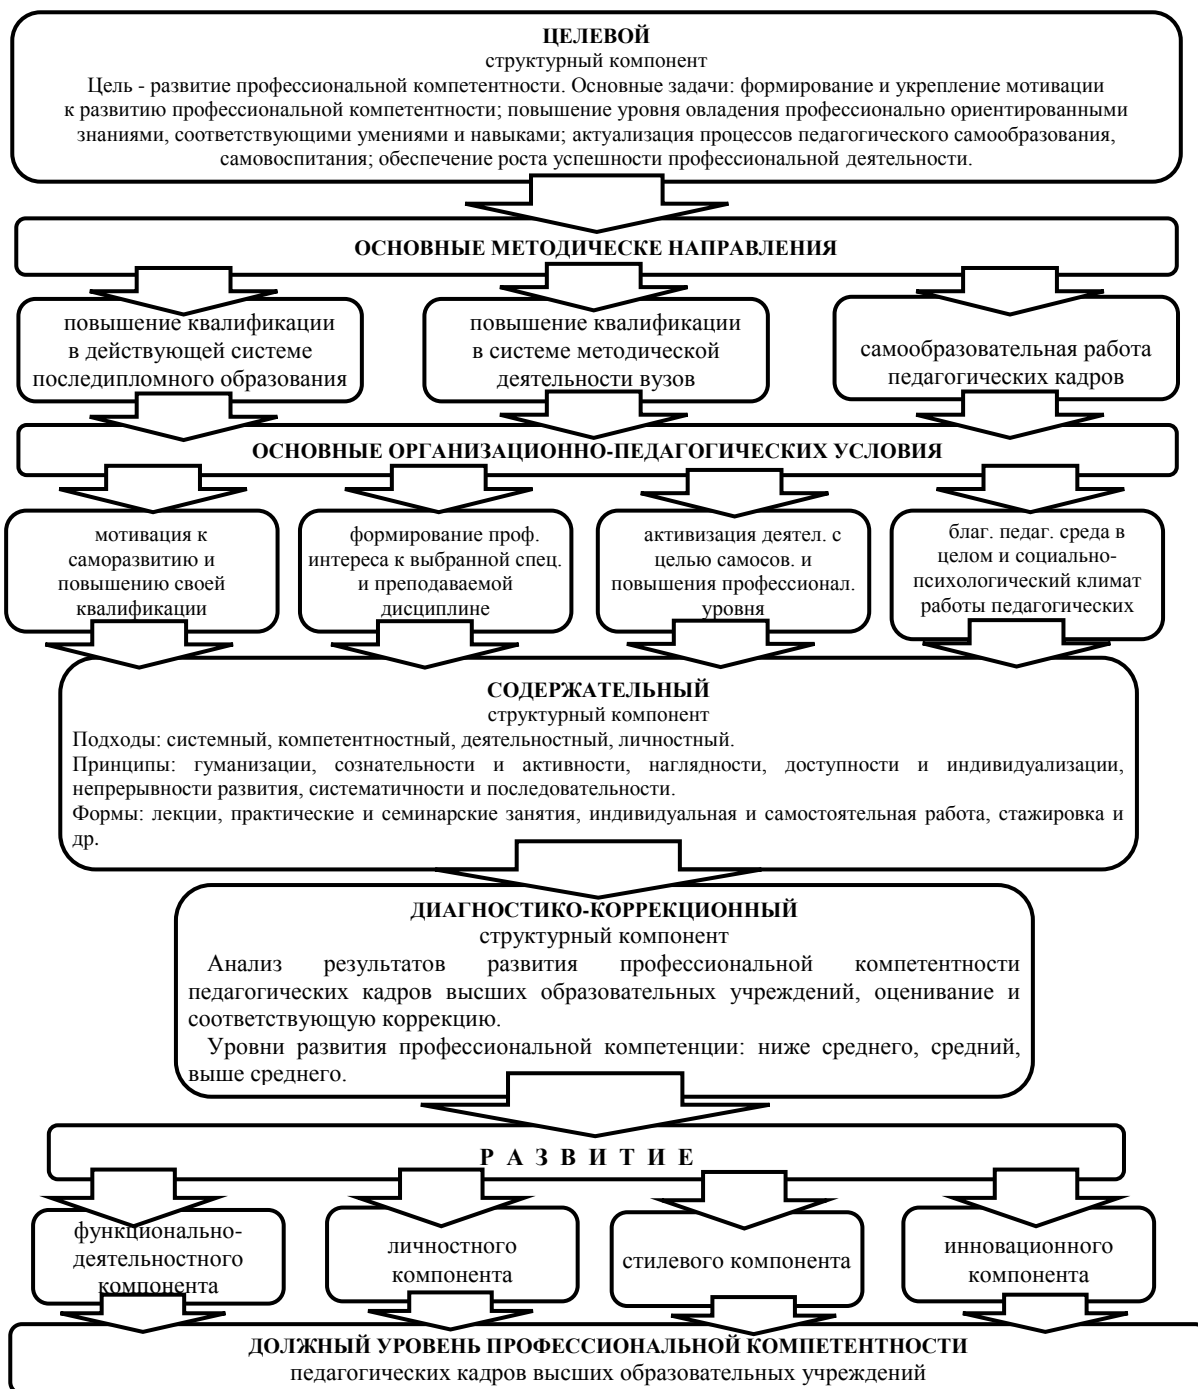 ЦЕЛЕВОЙ
структурный компонент
Цель - развитие профессиональной компетентности. Основные задачи: формирование и укрепление мотивации
к развитию профессиональной компетентности; повышение уровня овладения профессионально ориентированными
знаниями, соответствующими умениями и навыками; актуализация процессов педагогического самообразования,
самовоспитания; обеспечение роста успешности профессиональной деятельности.
ОСНОВНЫЕ МЕТОДИЧЕСКЕ НАПРАВЛЕНИЯ
повышение квалификации
в действующей системе
последипломного образования
повышение квалификации
в системе методической
деятельности вузов
самообразовательная работа
педагогических кадров
ОСНОВНЫЕ ОРГАНИЗАЦИОННО-ПЕДАГОГИЧЕСКИХ УСЛОВИЯ
мотивация к
саморазвитию и
повышению своей
квалификации
формирование проф.
интереса к выбранной спец.
и преподаваемой
дисциплине
активизация деятел. с
целью самосов. и
повышения профессионал.
уровня
благ. педаг. среда в
целом и социально-
психологический климат
работы педагогических
СОДЕРЖАТЕЛЬНЫЙ
структурный компонент
Подходы: системный, компетентностный, деятельностный, личностный.
Принципы: гуманизации, сознательности и активности, наглядности, доступности и индивидуализации,
непрерывности развития, систематичности и последовательности.
Формы: лекции, практические и семинарские занятия, индивидуальная и самостоятельная работа, стажировка и
др.
ДИАГНОСТИКО-КОРРЕКЦИОННЫЙ
структурный компонент
Анализ результатов развития профессиональной компетентности
педагогических кадров высших образовательных учреждений, оценивание и
соответствующую коррекцию.
Уровни развития профессиональной компетенции: ниже среднего, средний,
выше среднего.
Р А З В И Т И Е
функционально-
деятельностного
компонента
личностного
компонента
стилевого компонента
инновационного
компонента
ДОЛЖНЫЙ УРОВЕНЬ ПРОФЕССИОНАЛЬНОЙ КОМПЕТЕНТНОСТИ
педагогических кадров высших образовательных учреждений